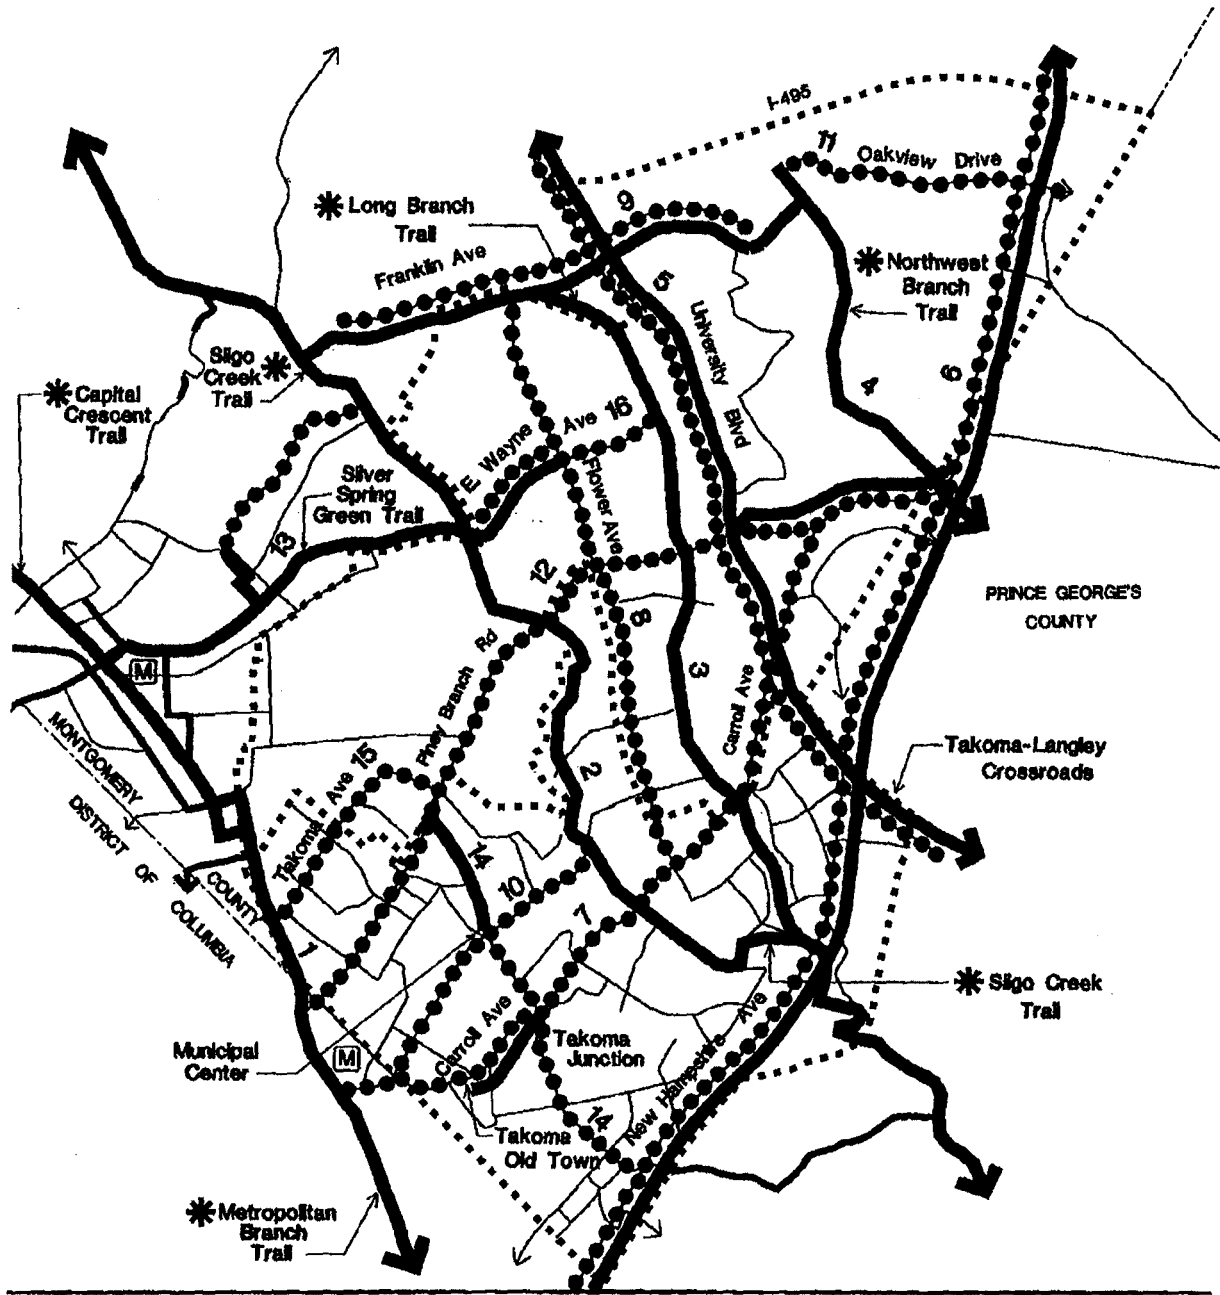 I-495
11
Oakview Drive
Long Branch
Trail
9
Franklin Ave
5
Northwest
Branch
Trail
University
Blvd
Sligo
Creek
Trail
Capital
Crescent
Trail
6
4
E Wayne Ave 16
Silver
Spring
Green Trail
Flower Ave
13
12
PRINCE GEORGE'S
COUNTY
8
M
Piney Branch Rd
3
Carroll Ave
MONTGOMERY
COUNTY
DISTRICT OF
COLUMBIA
Takoma Ave 15
2
Takoma-Langley
Crossroads
14
10
7
1
Sligo Creek
Trail
Municipal
Center
M
Carroll Ave
Takoma
Junction
New Hampshire Ave
14
Takoma
Old Town
Metropolitan
Branch
Trail